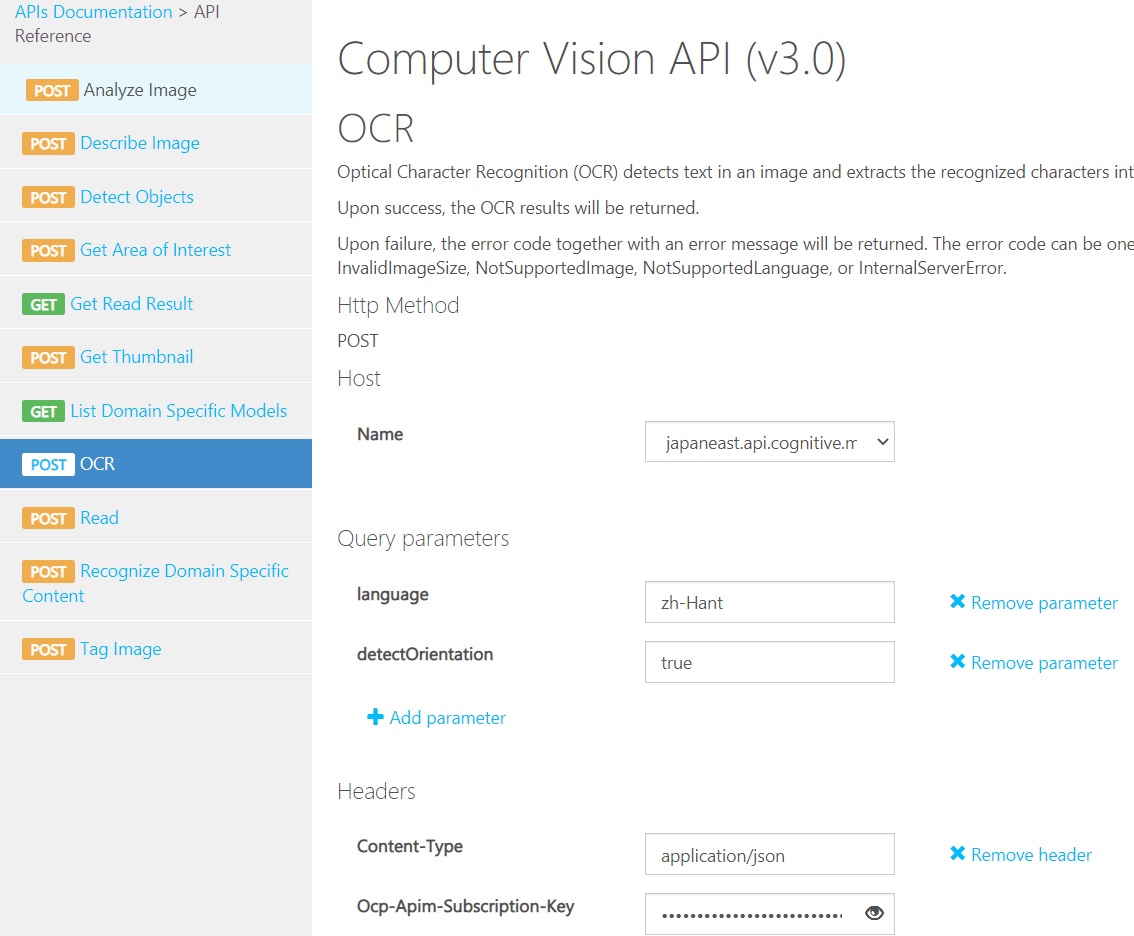 APIs Documentation > API
Reference
POST Analyze Image
POST Describe Image
POST Detect Objects
POST Get Area of Interest
GET Get Read Result
POST Get Thumbnail
GET List Domain Specific Models
POST OCR
POST Read
POST Recognize Domain Specific
Content
POST Tag Image
Computer Vision API (v3.0)
OCR
Optical Character Recognition (OCR) detects text in an image and extracts the recognized characters int
Upon success, the OCR results will be returned.
Upon failure, the error code together with an error message will be returned. The error code can be one
InvalidImageSize, NotSupportedImage, NotSupportedLanguage, or InternalServerError.
Http Method
POST
Host
Name
japaneast.api.cognitive.m
Query parameters
language
zh-Hant
Remove parameter
detectOrientation
true
Remove parameter
Add parameter
Headers
Content-Type
application/json
Remove header
Ocp-Apim-Subscription-Key